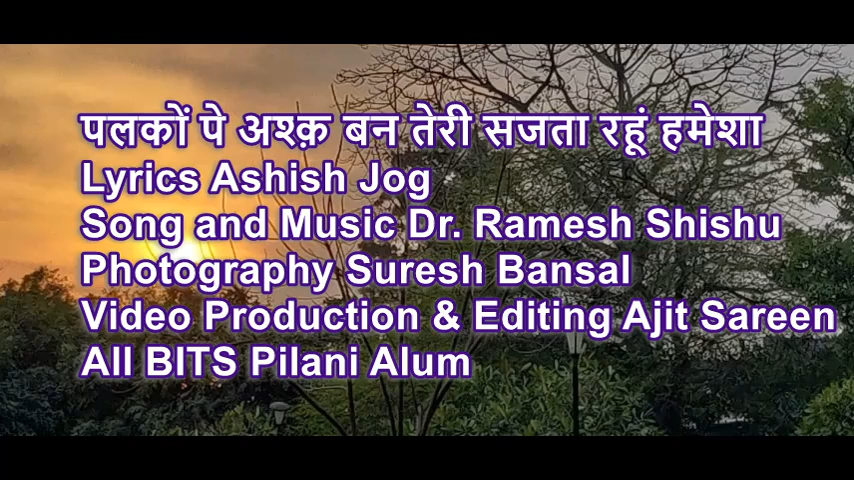 पलकों पे अश्क़ बन तेरी सजता रहूं हमेशा
Lyrics Ashish Jog
Song and Music Dr. Ramesh Shishu
Photography Suresh Bansal
Video Production & Editing Ajit Sareen
All BITS Pilani Alum